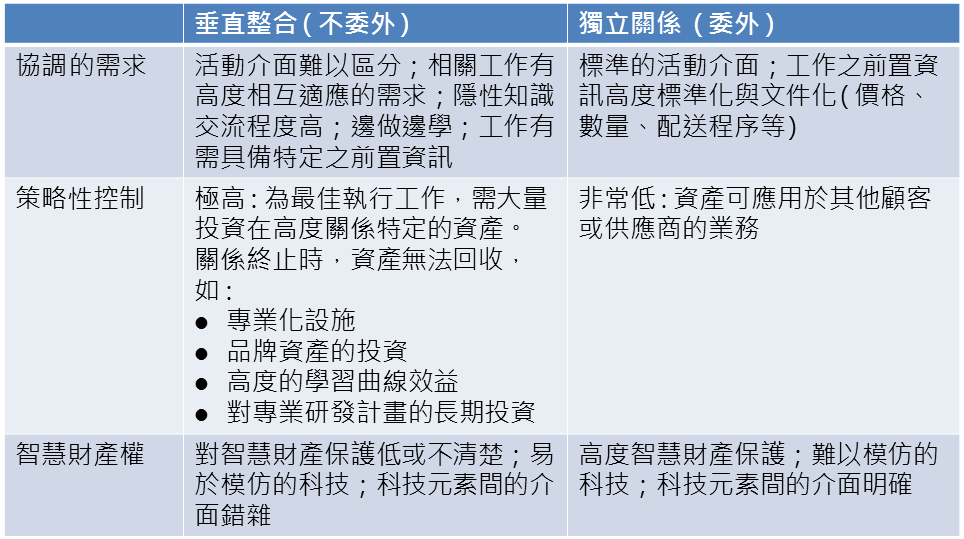 垂直整合(不委外)
獨立關係 (委外)
協調的需求
活動介面難以區分；相關工作有
高度相互適應的需求；隱性知識
交流程度高；邊做邊學；工作有
需具備特定之前置資訊
標準的活動介面；工作之前置資
訊高度標準化與文件化(價格、
數量、配送程序等)
策略性控制
極高:為最佳執行工作，需大量
投資在高度關係特定的資產。
關係終止時，資產無法回收，
如:
● 專業化設施
● 品牌資產的投資
● 高度的學習曲線效益
● 對專業研發計畫的長期投資
非常低:資產可應用於其他顧客
或供應商的業務
智慧財產權
對智慧財產保護低或不清楚；易
於模仿的科技；科技元素間的介
面錯雜
高度智慧財產保護；難以模仿的
科技；科技元素間的介面明確